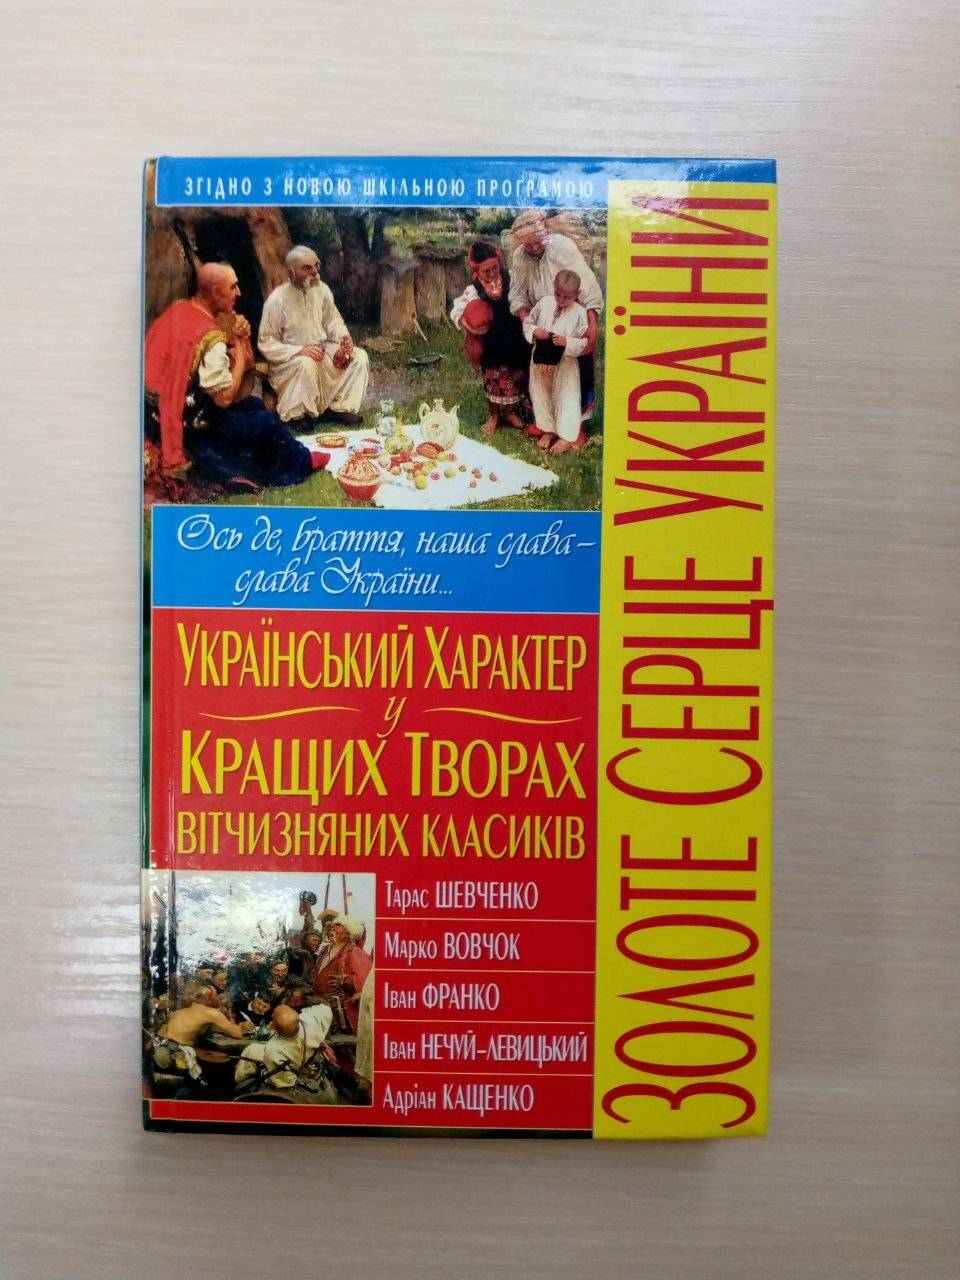 ЗГІДНО З НОВОЮ ШКІЛЬНОЮ ПРОГРАМОЮ
Ось де, браття, наша слава–
слава України...
УКРАЇНСЬКИЙ ХАРАКТЕР
у
КРАЩИХ ТВОРАХ
ВІТЧИЗНЯНИХ КЛАСИКІВ
Тарас ШЕВЧЕНКО
Марко ВОВЧОК
Іван ФРАНКО
Іван НЕЧУЙ-ЛЕВИЦЬКИЙ
Адріан КАЩЕНКО
ЗОЛОТЕ СЕРЦЕ УКРАЇНИ